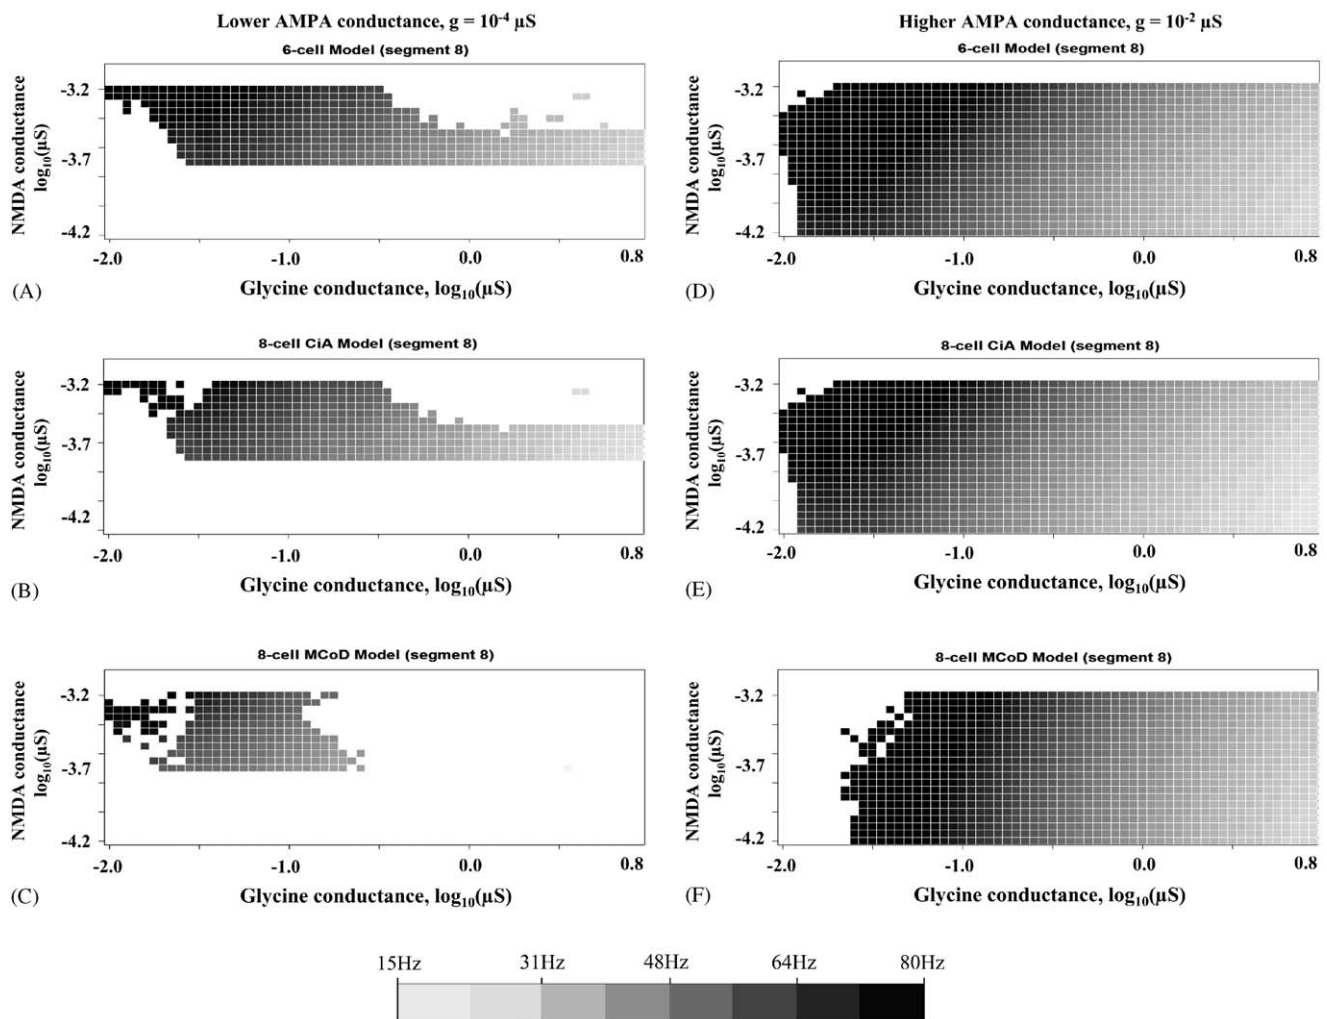 Lower AMPA conductance, g = 10⁻⁴ µS
6-cell Model (segment 8)
NMDA conductance
log₁₀(µS)
-3.2
-3.7
-4.2
-2.0
-1.0
0.0
0.8
(A)
Glycine conductance, log₁₀(µS)
8-cell CiA Model (segment 8)
NMDA conductance
log₁₀(µS)
-3.2
-3.7
-4.2
-2.0
-1.0
0.0
0.8
(B)
Glycine conductance, log₁₀(µS)
8-cell MCoD Model (segment 8)
NMDA conductance
log₁₀(µS)
-3.2
-3.7
-4.2
-2.0
-1.0
0.0
0.8
(C)
Glycine conductance, log₁₀(µS)
Higher AMPA conductance, g = 10⁻² µS
6-cell Model (segment 8)
NMDA conductance
log₁₀(µS)
-3.2
-3.7
-4.2
-2.0
-1.0
0.0
0.8
(D)
Glycine conductance, log₁₀(µS)
8-cell CiA Model (segment 8)
NMDA conductance
log₁₀(µS)
-3.2
-3.7
-4.2
-2.0
-1.0
0.0
0.8
(E)
Glycine conductance, log₁₀(µS)
8-cell MCoD Model (segment 8)
NMDA conductance
log₁₀(µS)
-3.2
-3.7
-4.2
-2.0
-1.0
0.0
0.8
(F)
Glycine conductance, log₁₀(µS)
15Hz 31Hz 48Hz 64Hz 80Hz